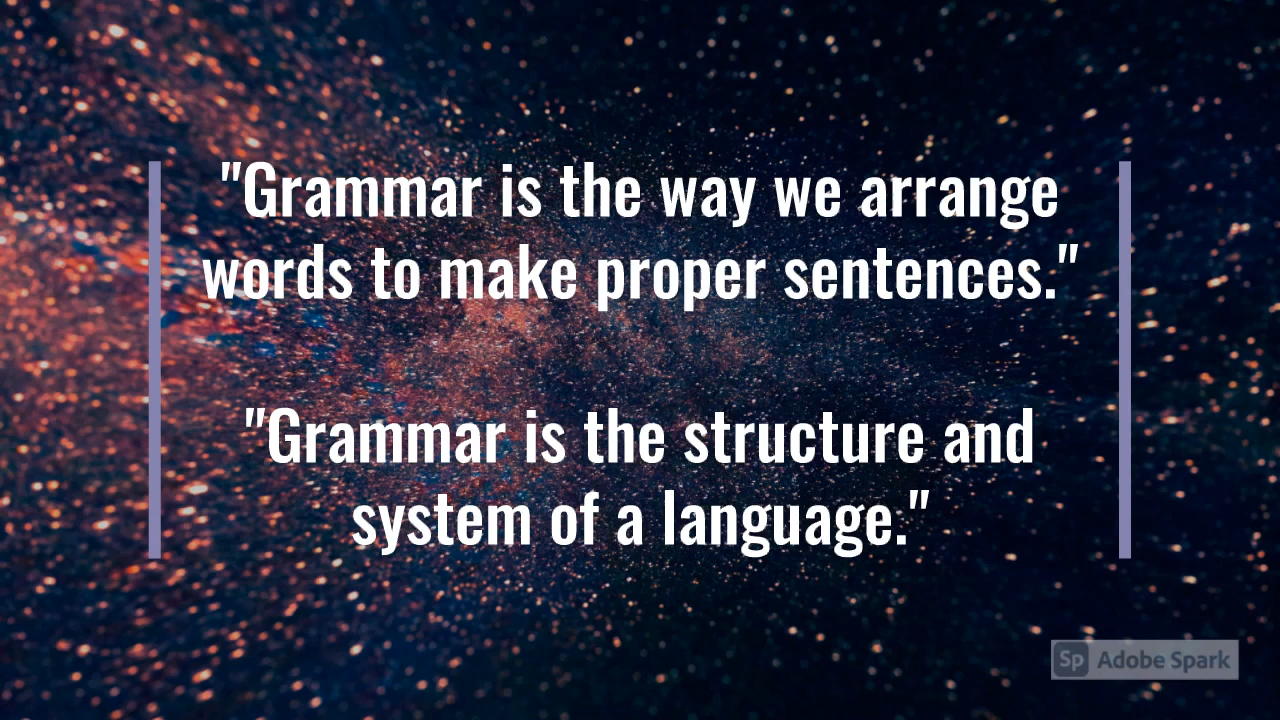 "Grammar is the way we arrange
words to make proper sentences."
"Grammar is the structure and
system of a language."
Sp Adobe Spark